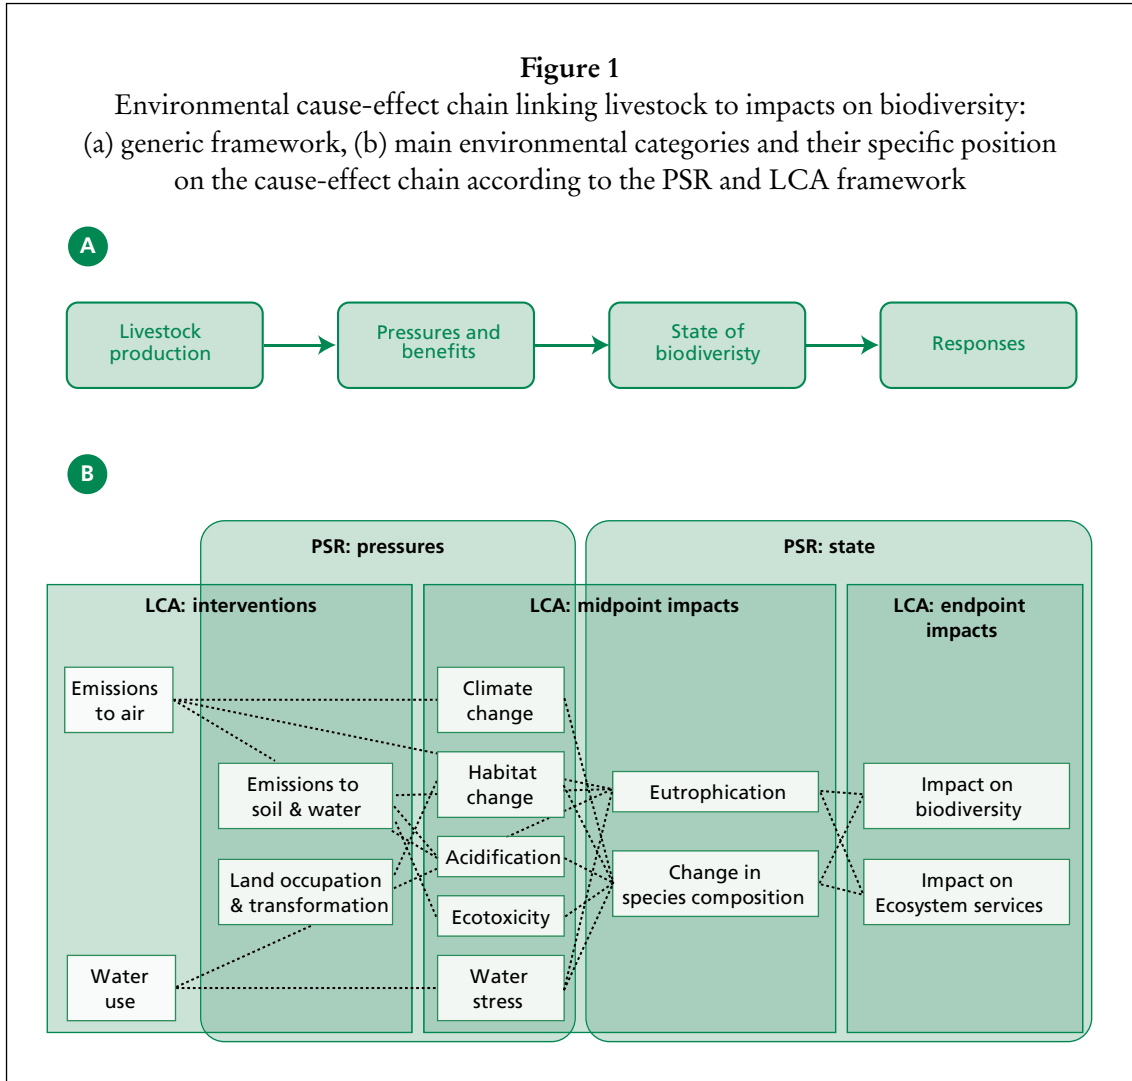 Figure 1
Environmental cause-effect chain linking livestock to impacts on biodiversity:
(a) generic framework, (b) main environmental categories and their specific position
on the cause-effect chain according to the PSR and LCA framework
A
Livestock
production
Pressures and
benefits
State of
biodiveristy
Responses
B
PSR: pressures
PSR: state
LCA: interventions
LCA: midpoint impacts
LCA: endpoint
impacts
Emissions
to air
Emissions to
soil & water
Land occupation
& transformation
Water
use
Climate
change
Habitat
change
Acidification
Ecotoxicity
Water
stress
Eutrophication
Change in
species composition
Impact on
biodiversity
Impact on
Ecosystem services